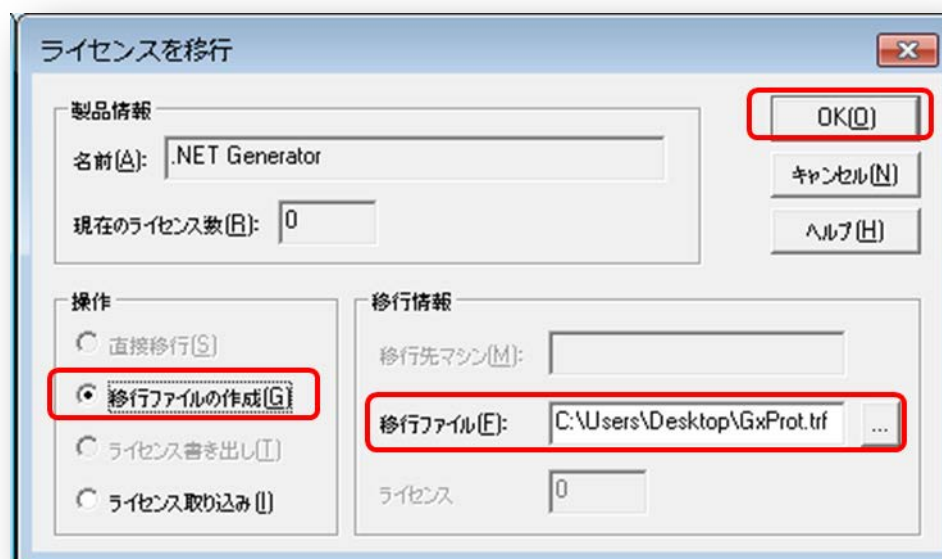 ライセンスを移行
製品情報
名前(A): .NET Generator
現在のライセンス数(R): 0
OK(O)
キャンセル(N)
ヘルプ(H)
操作
直接移行(S)
移行ファイルの作成(G)
ライセンス書き出し(T)
ライセンス取り込み(I)
移行情報
移行先マシン(M):
移行ファイル(F): C:\Users\Desktop\GxProt.trf ...
ライセンス 0